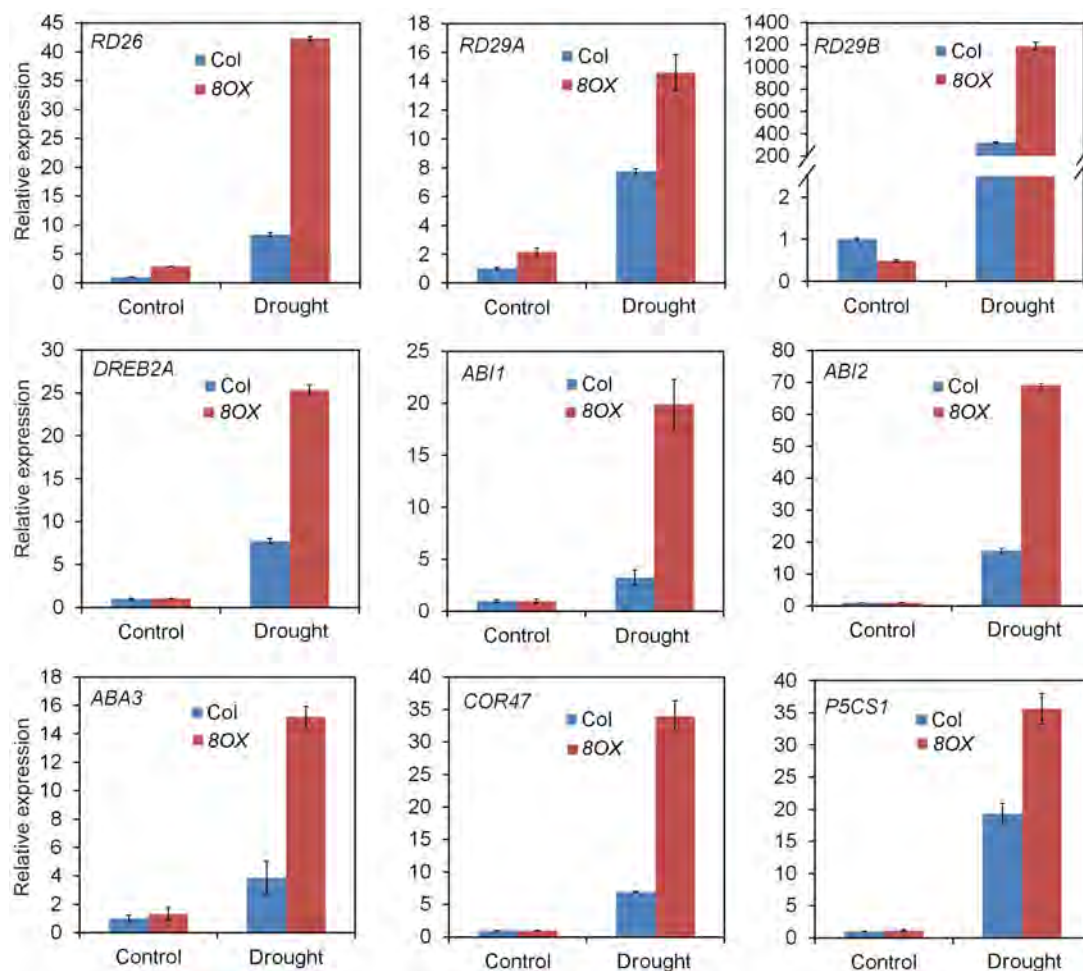 Relative expression
45
40
35
30
25
20
15
10
5
0
RD26
Col
8OX
Control Drought
18
16
14
12
10
8
6
4
2
0
RD29A
Col
8OX
Control Drought
1400
1200
1000
800
600
400
200
2
1
0
RD29B
Col
8OX
Control Drought
Relative expression
30
25
20
15
10
5
0
DREB2A
Col
8OX
Control Drought
25
20
15
10
5
0
ABI1
Col
8OX
Control Drought
80
70
60
50
40
30
20
10
0
ABI2
Col
8OX
Control Drought
Relative expression
18
16
14
12
10
8
6
4
2
0
ABA3
Col
8OX
Control Drought
40
35
30
25
20
15
10
5
0
COR47
Col
8OX
Control Drought
40
35
30
25
20
15
10
5
0
P5CS1
Col
8OX
Control Drought